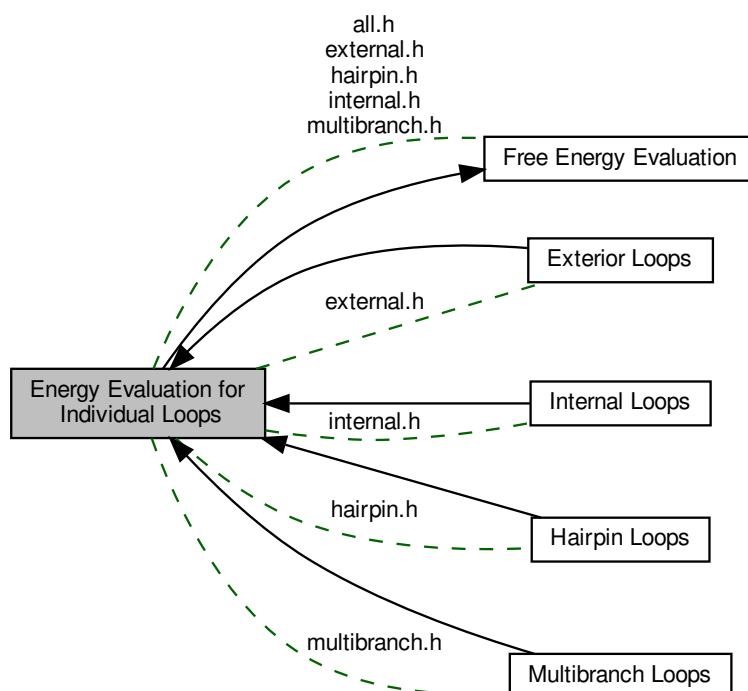 all.h
external.h
hairpin.h
internal.h
multibranch.h
Free Energy Evaluation
Exterior Loops
external.h
Energy Evaluation for
Individual Loops
Internal Loops
internal.h
hairpin.h
Hairpin Loops
multibranch.h
Multibranch Loops